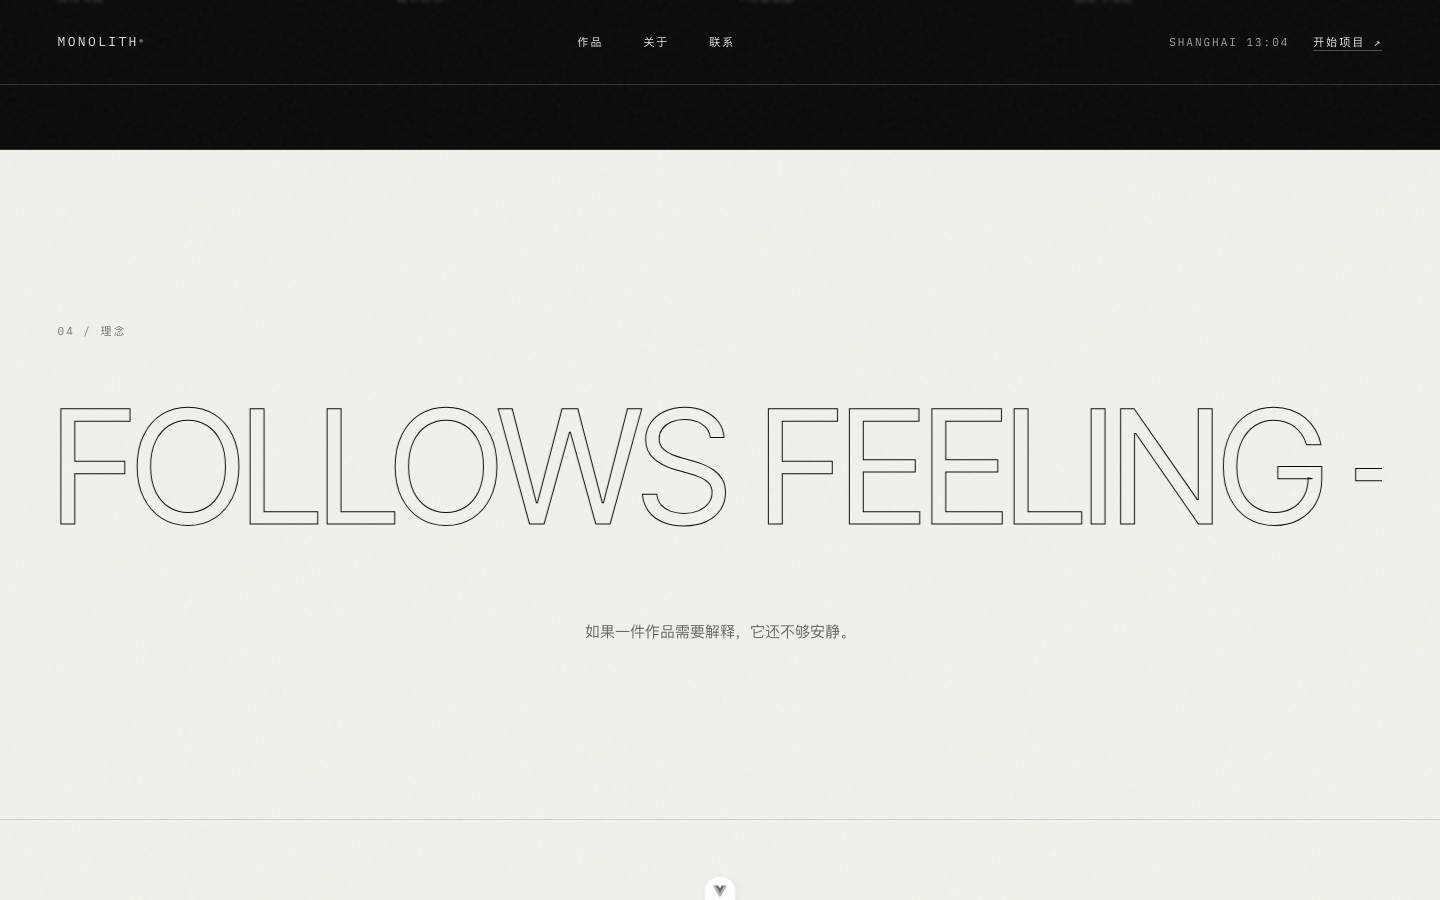 MONOLITH®
作品
关于
联系
SHANGHAI 13:04
开始项目 ↗
04 / 理念
FOLLOWS FEELING
如果一件作品需要解释，它还不够安静。